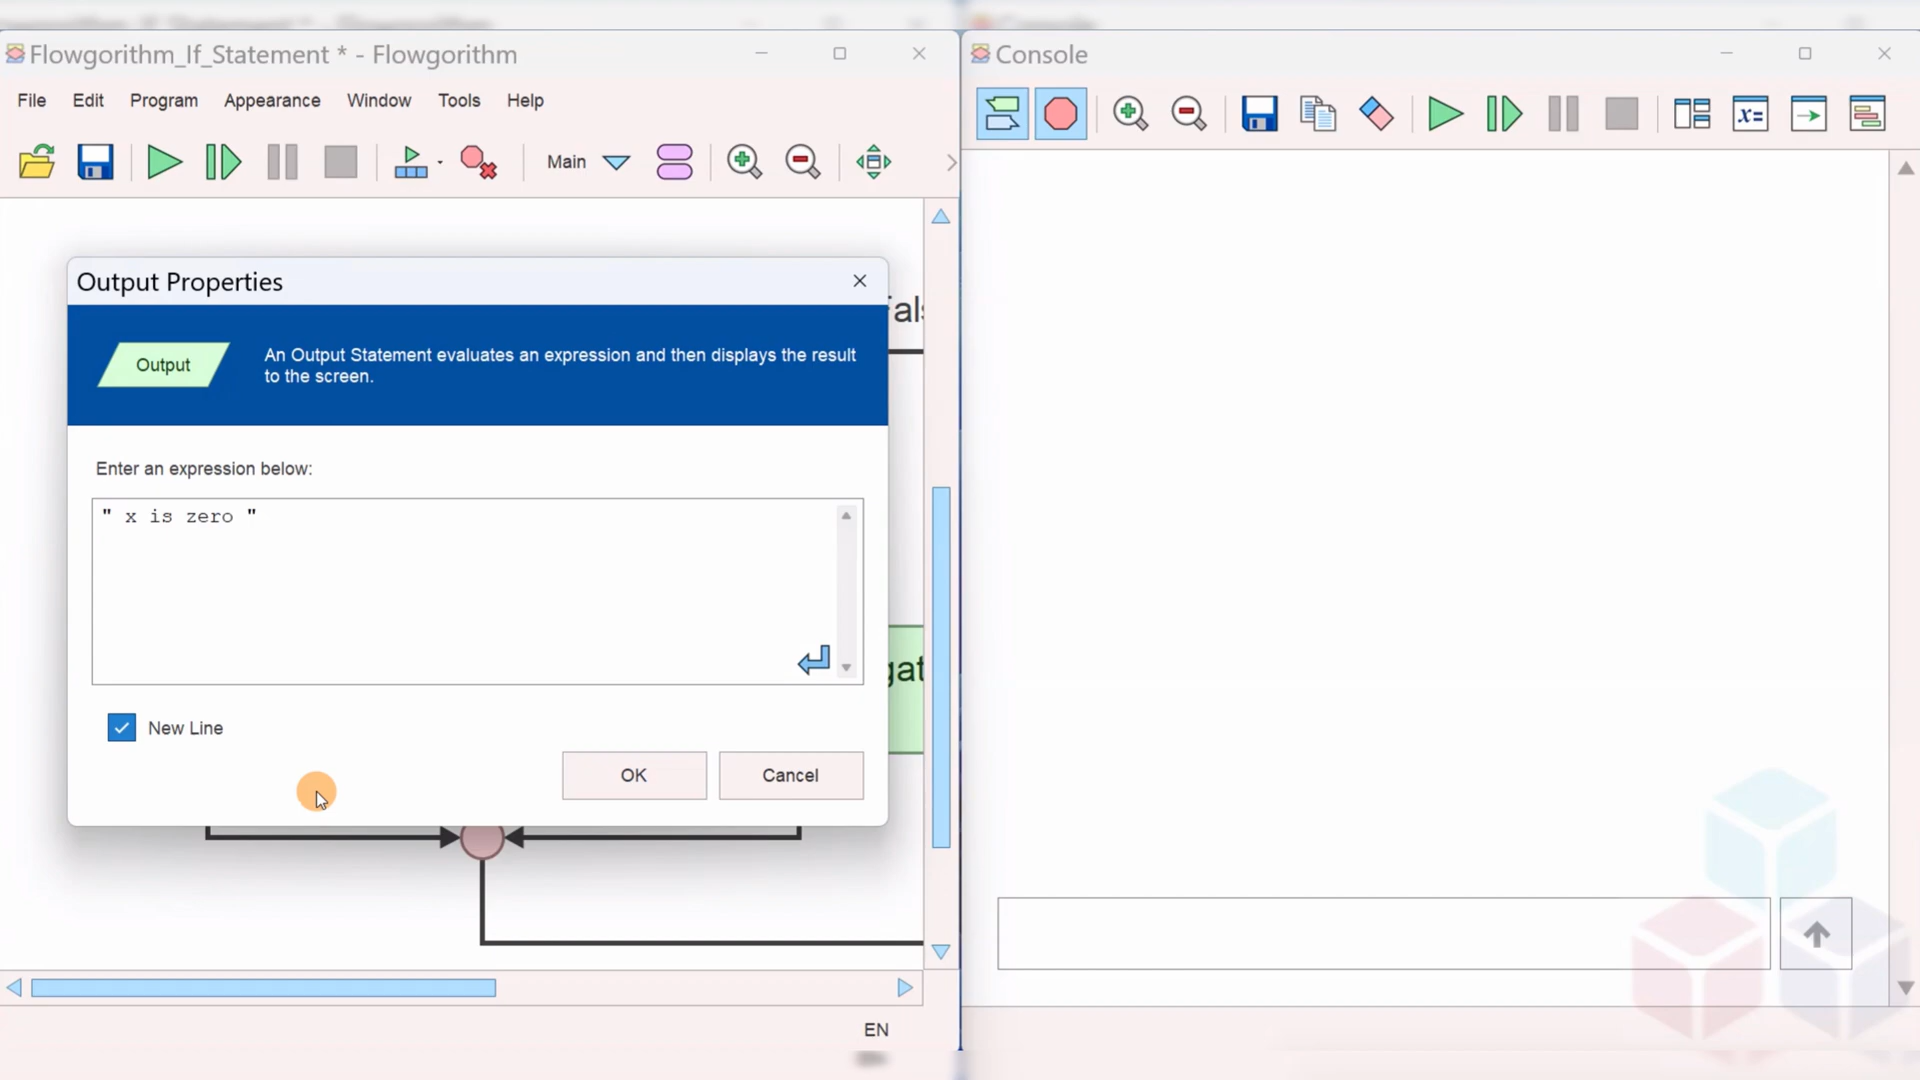 Flowgorithm_If_Statement * - Flowgorithm
File Edit Program Appearance Window Tools Help
Main
Output Properties
Output
An Output Statement evaluates an expression and then displays the result
to the screen.
Enter an expression below:
" x is zero "
New Line
OK Cancel
EN
Console
x=